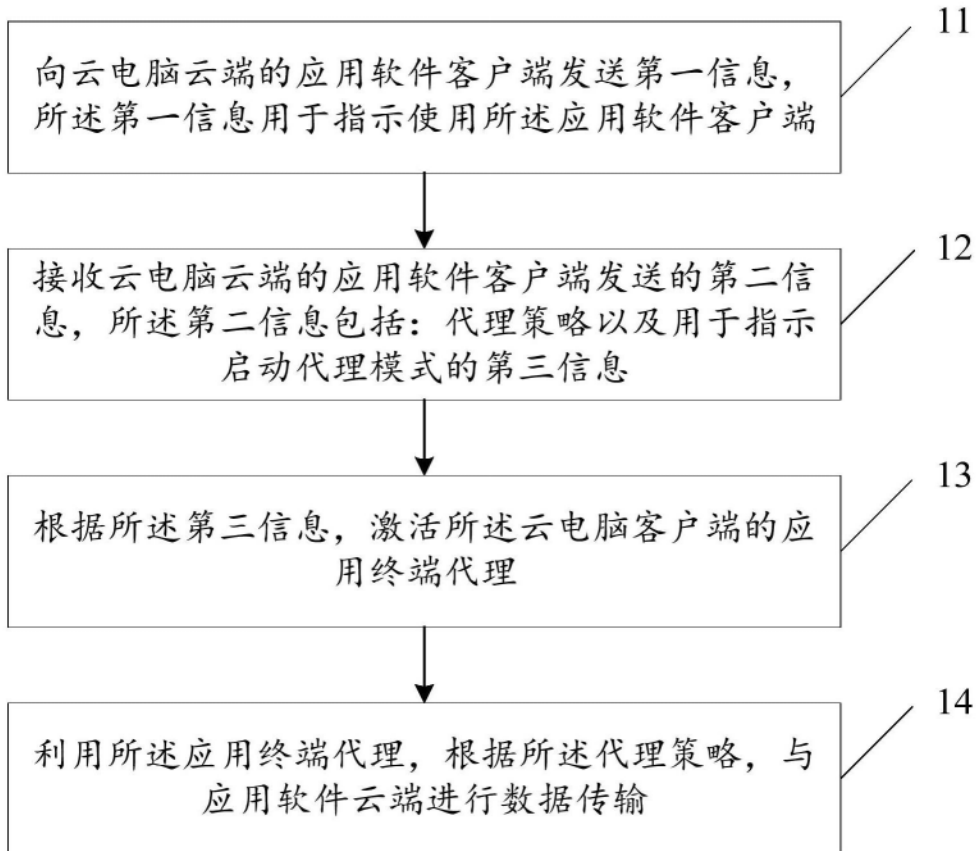 11
向云电脑云端的应用软件客户端发送第一信息，
所述第一信息用于指示使用所述应用软件客户端
12
接收云电脑云端的应用软件客户端发送的第二信
息，所述第二信息包括：代理策略以及用于指示
启动代理模式的第三信息
13
根据所述第三信息，激活所述云电脑客户端的应
用终端代理
14
利用所述应用终端代理，根据所述代理策略，与
应用软件云端进行数据传输